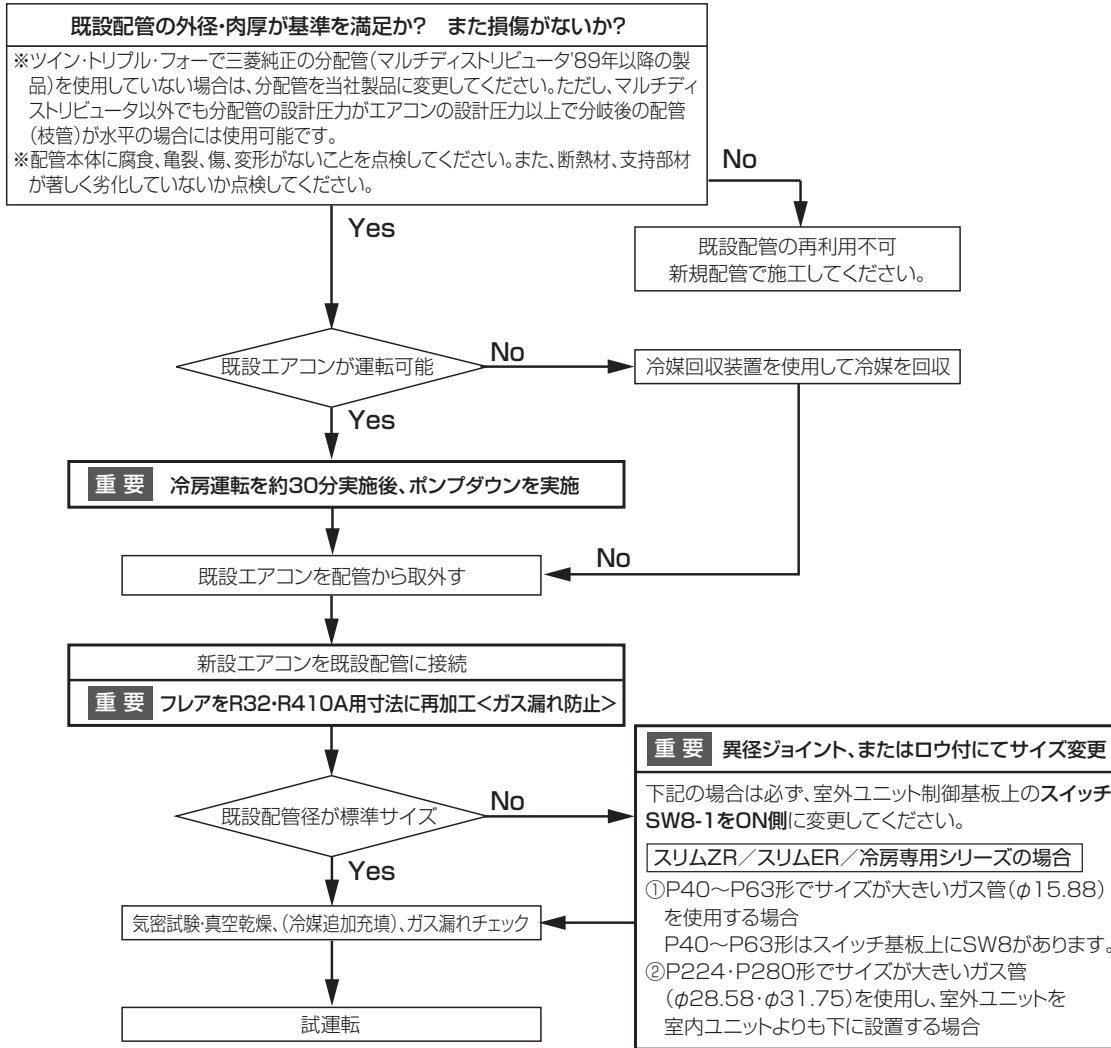 既設配管の外径・肉厚が基準を満足か? また損傷がないか?
※ツイン・トリプル・フォーで三菱純正の分配管(マルチディストリビュータ'89年以降の製
品)を使用していない場合は、分配管を当社製品に変更してください。ただし、マルチディ
ストリビュータ以外でも分配管の設計圧力がエアコンの設計圧力以上で分岐後の配管
(枝管)が水平の場合には使用可能です。
※配管本体に腐食、亀裂、傷、変形がないことを点検してください。また、断熱材、支持部材
が著しく劣化していないか点検してください。
No
Yes
既設配管の再利用不可
新規配管で施工してください。
既設エアコンが運転可能
No
冷媒回収装置を使用して冷媒を回収
Yes
重要 冷房運転を約30分実施後、ポンプダウンを実施
No
既設エアコンを配管から取外す
新設エアコンを既設配管に接続
重要 フレアをR32・R410A用寸法に再加工<ガス漏れ防止>
既設配管径が標準サイズ
No
Yes
重要 異径ジョイント、またはロウ付にてサイズ変更
下記の場合は必ず、室外ユニット制御基板上のスイッチ
SW8-1をON側に変更してください。
スリムZR/スリムER/冷房専用シリーズの場合
①P40~P63形でサイズが大きいガス管(φ15.88)
を使用する場合
P40~P63形はスイッチ基板上にSW8があります。
②P224・P280形でサイズが大きいガス管
(φ28.58・φ31.75)を使用し、室外ユニットを
室内ユニットよりも下に設置する場合
気密試験・真空乾燥、(冷媒追加充填)、ガス漏れチェック
試運転